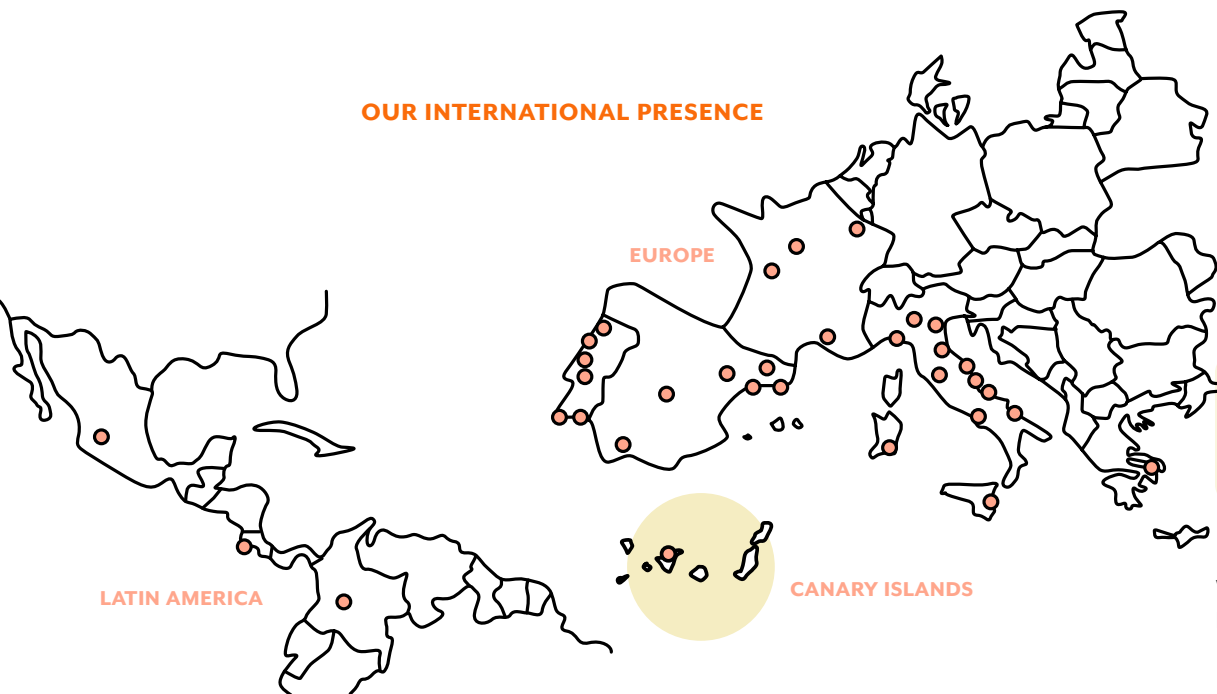 OUR INTERNATIONAL PRESENCE
EUROPE
CANARY ISLANDS
LATIN AMERICA